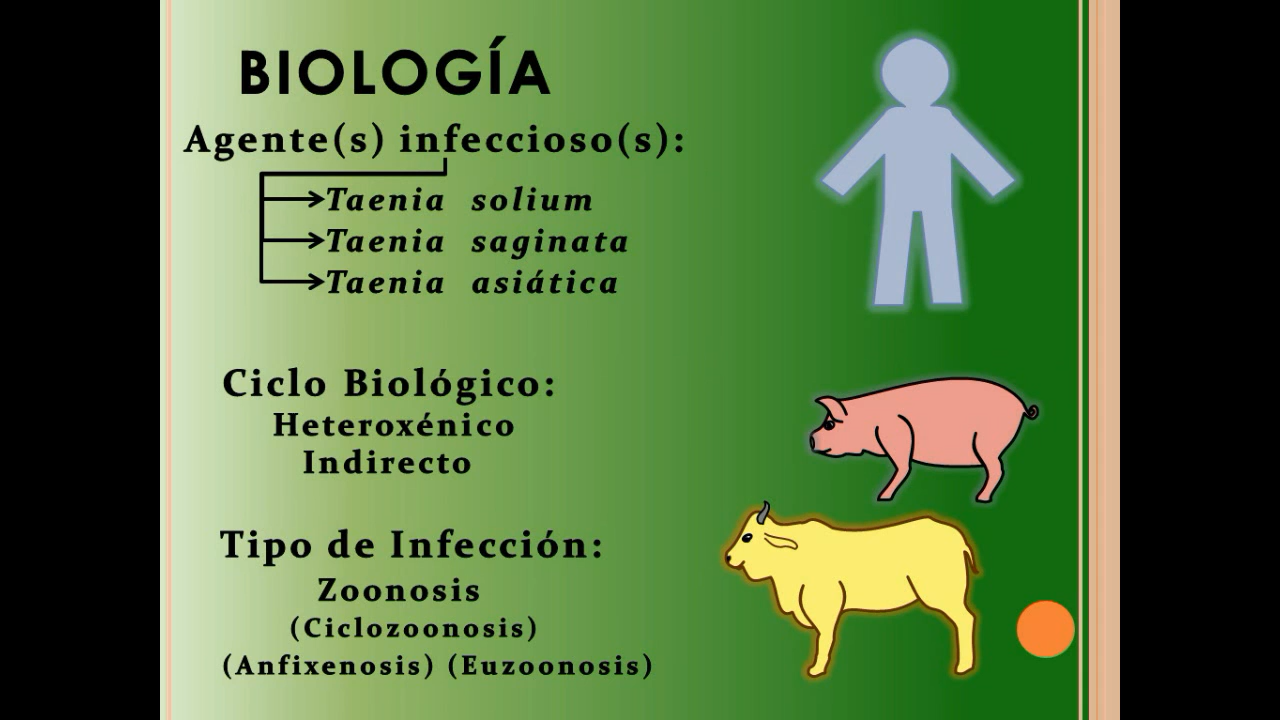 BIOLOGÍA
Agente(s) infeccioso(s):
Taenia solium
Taenia saginata
Taenia asiática
Ciclo Biológico:
Heteroxénico
Indirecto
Tipo de Infección:
Zoonosis
(Ciclozoonosis)
(Anfixenosis) (Euzoonosis)